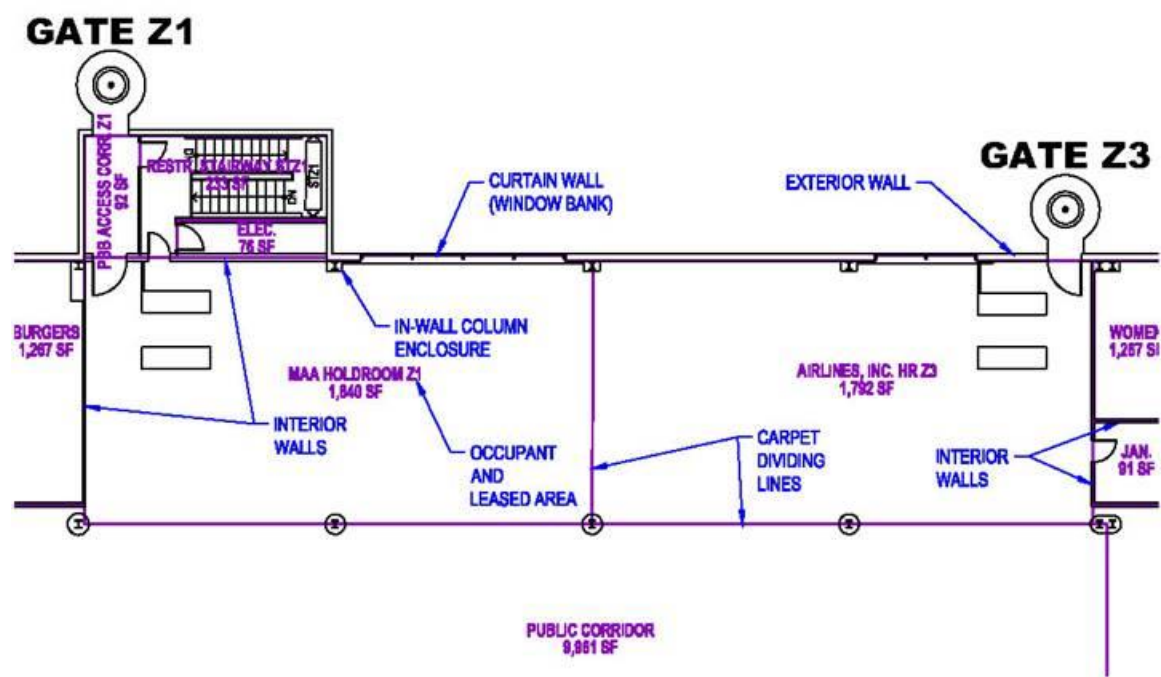 GATE Z1
GATE Z3
PBB ACCESS CORR. Z1
92 SF
RESTR. STAIRWAY STZ1
233 SF
STZ1
DN
ELEC.
76 SF
CURTAIN WALL
(WINDOW BANK)
EXTERIOR WALL
IN-WALL COLUMN
ENCLOSURE
BURGERS
1,267 SF
MAA HOLDROOM Z1
1,840 SF
AIRLINES, INC. HR Z3
1,792 SF
WOMEN
INTERIOR
WALLS
OCCUPANT
AND
LEASED AREA
CARPET
DIVIDING
LINES
INTERIOR
WALLS
JAN.
91 SF
PUBLIC CORRIDOR
9,961 SF